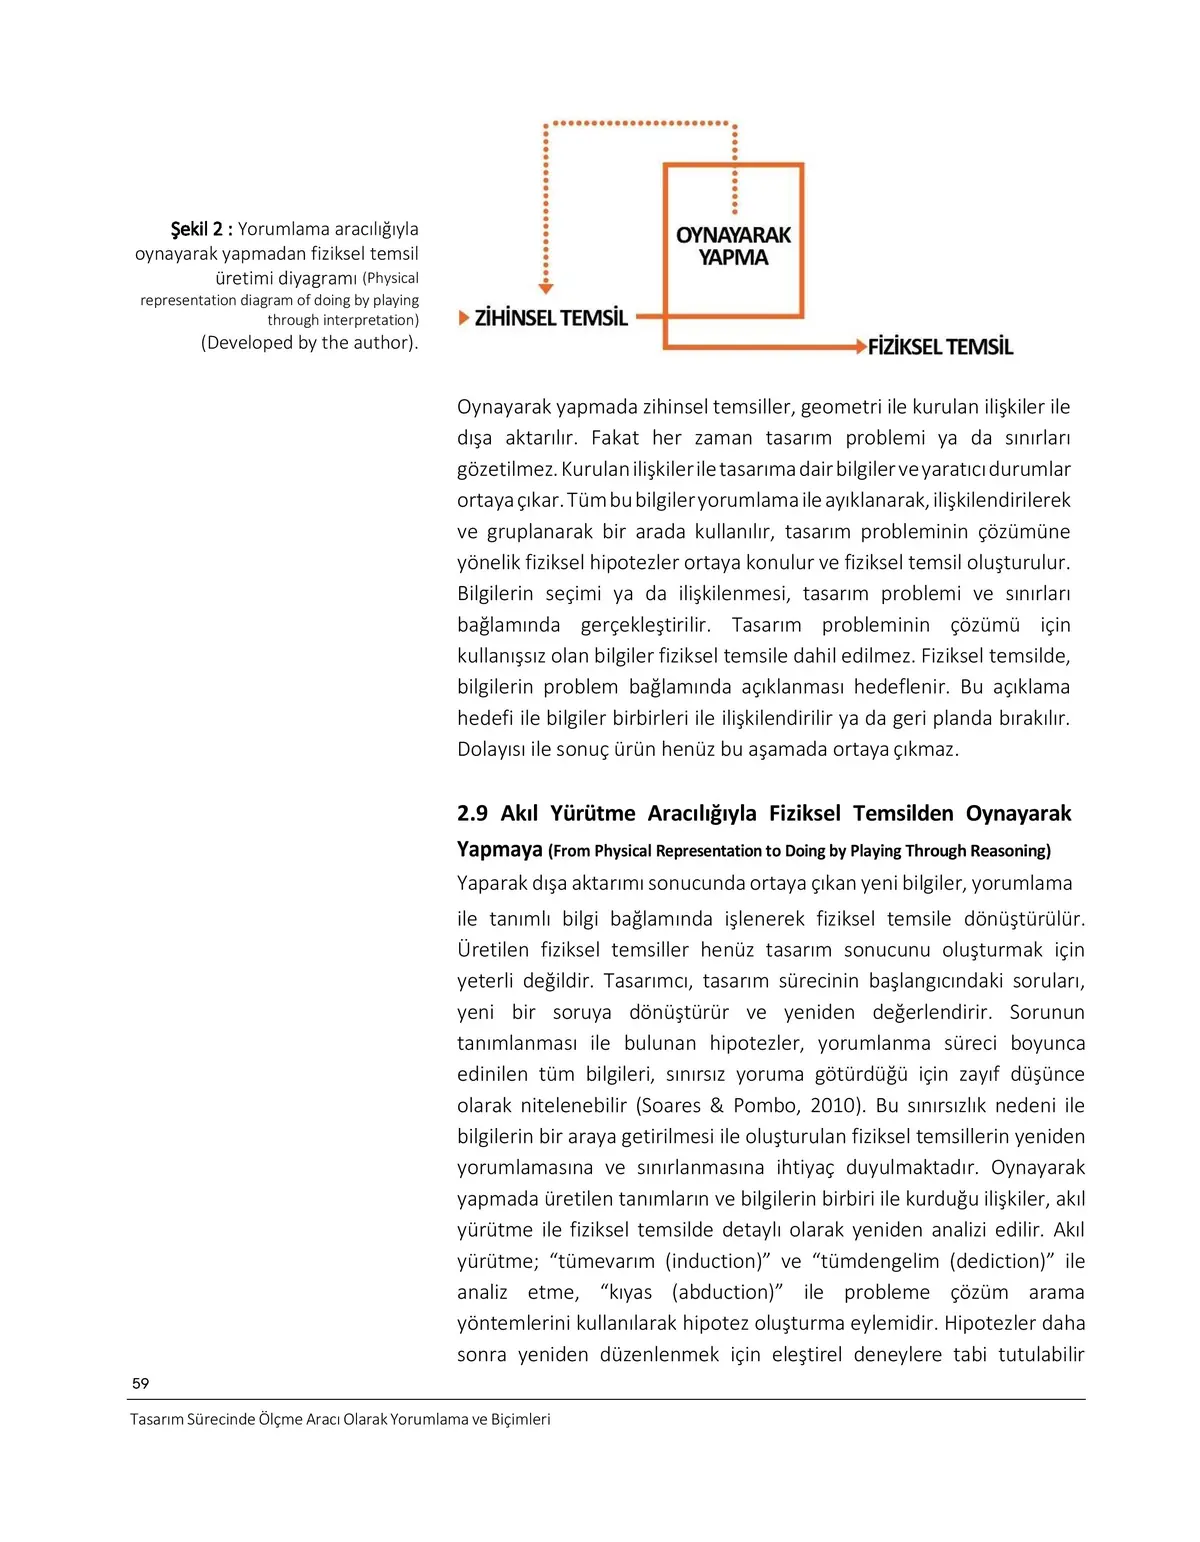 OYNAYARAK
YAPMA
ZİHİNSEL TEMSİL
FİZİKSEL TEMSİL
Şekil 2 : Yorumlama aracılığıyla
oynayarak yapmadan fiziksel temsil
üretimi diyagramı (Physical
representation diagram of doing by playing
through interpretation)
(Developed by the author).
Oynayarak yapmada zihinsel temsiller, geometri ile kurulan ilişkiler ile
dışa aktarılır. Fakat her zaman tasarım problemi ya da sınırları
gözetilmez. Kurulan ilişkiler ile tasarıma dair bilgiler ve yaratıcı durumlar
ortaya çıkar. Tüm bu bilgiler yorumlama ile ayıklanarak, ilişkilendirilerek
ve gruplanarak bir arada kullanılır, tasarım probleminin çözümüne
yönelik fiziksel hipotezler ortaya konulur ve fiziksel temsil oluşturulur.
Bilgilerin seçimi ya da ilişkilenmesi, tasarım problemi ve sınırları
bağlamında gerçekleştirilir. Tasarım probleminin çözümü için
kullanışsız olan bilgiler fiziksel temsile dahil edilmez. Fiziksel temsilde,
bilgilerin problem bağlamında açıklanması hedeflenir. Bu açıklama
hedefi ile bilgiler birbirleri ile ilişkilendirilir ya da geri planda bırakılır.
Dolayısı ile sonuç ürün henüz bu aşamada ortaya çıkmaz.
2.9 Akıl Yürütme Aracılığıyla Fiziksel Temsilden Oynayarak
Yapmaya (From Physical Representation to Doing by Playing Through Reasoning)
Yaparak dışa aktarımı sonucunda ortaya çıkan yeni bilgiler, yorumlama
ile tanımlı bilgi bağlamında işlenerek fiziksel temsile dönüştürülür.
Üretilen fiziksel temsiller henüz tasarım sonucunu oluşturmak için
yeterli değildir. Tasarımcı, tasarım sürecinin başlangıcındaki soruları,
yeni bir soruya dönüştürür ve yeniden değerlendirir. Sorunun
tanımlanması ile bulunan hipotezler, yorumlanma süreci boyunca
edinilen tüm bilgileri, sınırsız yoruma götürdüğü için zayıf düşünce
olarak nitelenebilir (Soares & Pombo, 2010). Bu sınırsızlık nedeni ile
bilgilerin bir araya getirilmesi ile oluşturulan fiziksel temsillerin yeniden
yorumlamasına ve sınırlanmasına ihtiyaç duyulmaktadır. Oynayarak
yapmada üretilen tanımların ve bilgilerin birbiri ile kurduğu ilişkiler, akıl
yürütme ile fiziksel temsilde detaylı olarak yeniden analizi edilir. Akıl
yürütme; “tümevarım (induction)” ve “tümdengelim (dediction)” ile
analiz etme, “kıyas (abduction)” ile probleme çözüm arama
yöntemlerini kullanılarak hipotez oluşturma eylemidir. Hipotezler daha
sonra yeniden düzenlenmek için eleştirel deneylere tabi tutulabilir
59
Tasarım Sürecinde Ölçme Aracı Olarak Yorumlama ve Biçimleri